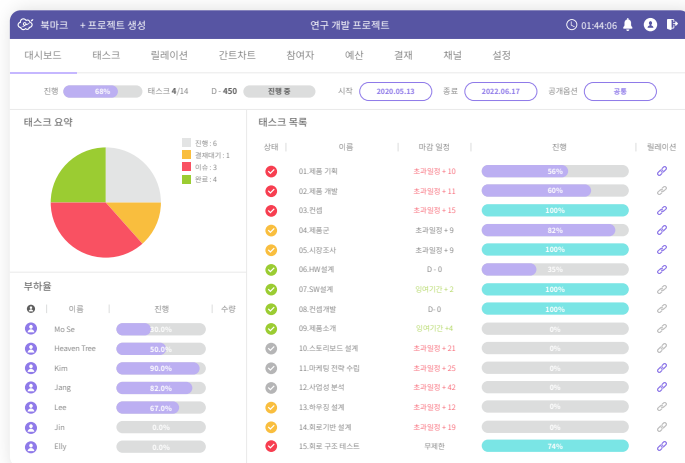 북마크 + 프로젝트 생성 연구 개발 프로젝트 01:44:06
대시보드 태스크 릴레이션 간트차트 참여자 예산 결재 채널 설정
진행 68% 태스크 4/14 D - 450 진행 중 시작 2020.05.13 종료 2022.06.17 공개옵션 공통
태스크 요약
진행 : 6
결재대기 : 1
이슈 : 3
완료 : 4
부하율
이름 진행 수량
Mo Se 30.0%
Heaven Tree 50.0%
Kim 90.0%
Jang 82.0%
Lee 67.0%
Jin 0.0%
Elly 0.0%
태스크 목록
상태 이름 마감 일정 진행 릴레이션
01.제품 기획 초과일정 + 10 56%
02.제품 개발 초과일정 + 11 60%
03.컨셉 초과일정 + 15 100%
04.제품군 초과일정 + 9 82%
05.시장조사 초과일정 + 9 100%
06.HW설계 D - 0 35%
07.SW설계 잉여기간 + 2 100%
08.컨셉개발 D- 0 100%
09.제품소개 잉여기간 +4 0%
10.스토리보드 설계 초과일정 + 21 0%
11.마케팅 전략 수립 초과일정 + 25 0%
12.사업성 분석 초과일정 + 42 0%
13.하우징 설계 초과일정 + 12 0%
14.회로기반 설계 초과일정 + 19 0%
15.회로 구조 테스트 무제한 74%